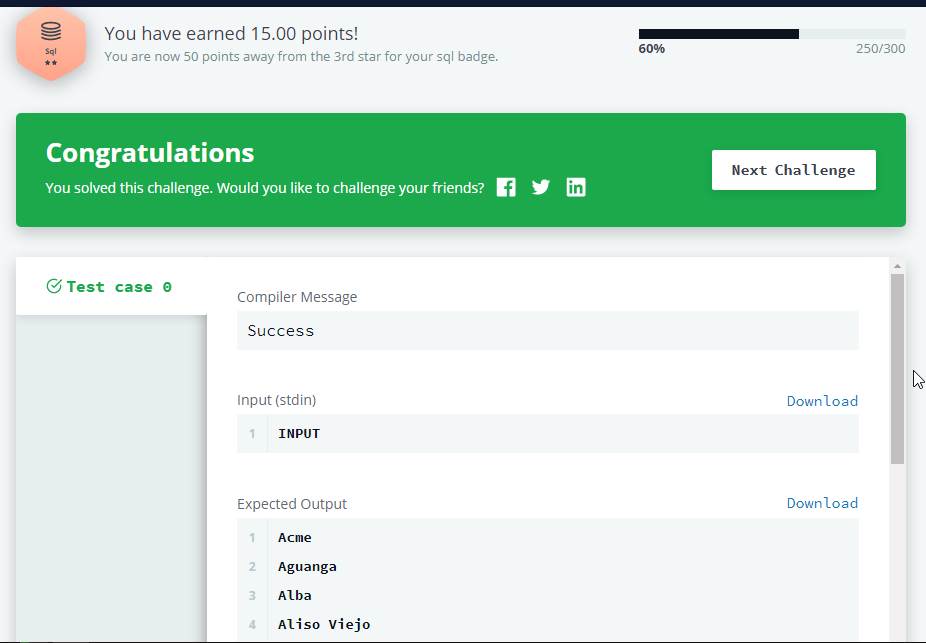 You have earned 15.00 points!
You are now 50 points away from the 3rd star for your sql badge.
Sql
60%
250/300
Congratulations
You solved this challenge. Would you like to challenge your friends?
Next Challenge
Test case 0
Compiler Message
Success
Input (stdin)
Download
1 INPUT
Expected Output
Download
1 Acme
2 Aguanga
3 Alba
4 Aliso Viejo